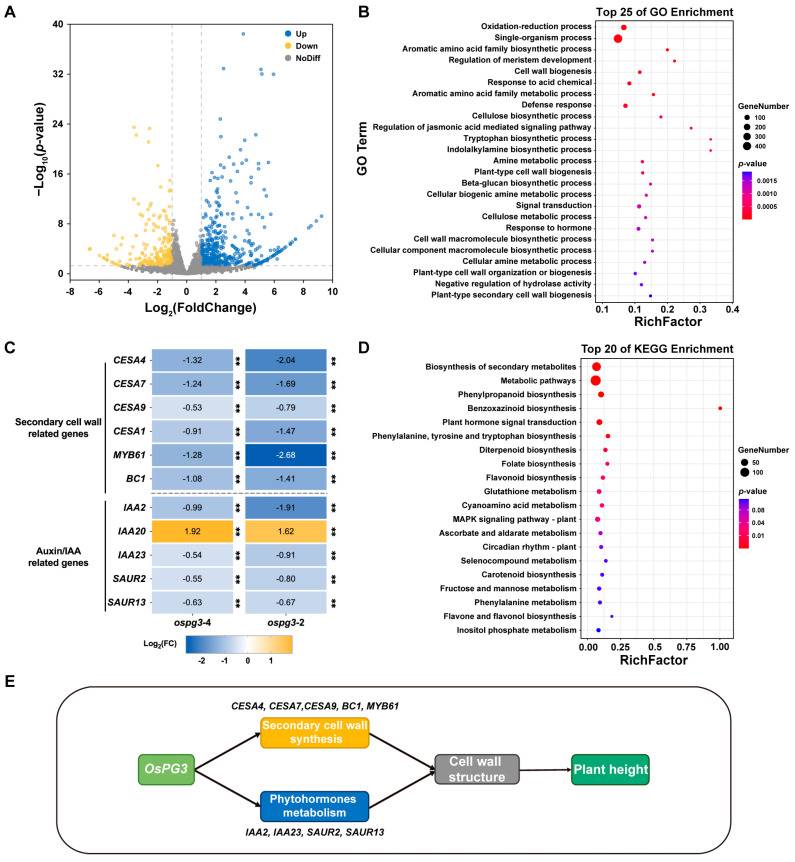 A
40
32
24
16
8
0
−Log10(p-value)
Up
Down
NoDiff
-8 -6 -4 -2 0 2 4 6 8 10
Log2(FoldChange)
B
Top 25 of GO Enrichment
GO Term
Oxidation-reduction process
Single-organism process
Aromatic amino acid family biosynthetic process
Regulation of meristem development
Cell wall biogenesis
Response to acid chemical
Aromatic amino acid family metabolic process
Defense response
Cellulose biosynthetic process
Regulation of jasmonic acid mediated signaling pathway
Tryptophan biosynthetic process
Indolalkylamine biosynthetic process
Amine metabolic process
Plant-type cell wall biogenesis
Beta-glucan biosynthetic process
Cellular biogenic amine metabolic process
Signal transduction
Cellulose metabolic process
Response to hormone
Cell wall macromolecule biosynthetic process
Cellular component macromolecule biosynthetic process
Cellular amine metabolic process
Plant-type cell wall organization or biogenesis
Negative regulation of hydrolase activity
Plant-type secondary cell wall biogenesis
0.1 0.1 0.2 0.2 0.2 0.3 0.3 0.4
RichFactor
GeneNumber
100
200
300
400
p-value
0.0015
0.0010
0.0005
C
Secondary cell wall
related genes
CESA4 -1.32 ** -2.04 **
CESA7 -1.24 ** -1.69 **
CESA9 -0.53 ** -0.79 **
CESA1 -0.91 ** -1.47 **
MYB61 -1.28 ** -2.68 **
BC1 -1.08 ** -1.41 **
Auxin/IAA
related genes
IAA2 -0.99 ** -1.91 **
IAA20 1.92 ** 1.62 **
IAA23 -0.54 ** -0.91 **
SAUR2 -0.55 ** -0.80 **
SAUR13 -0.63 ** -0.67 **
ospg3-4 ospg3-2
Log2(FC)
-2 -1 0 1
D
Top 20 of KEGG Enrichment
Biosynthesis of secondary metabolites
Metabolic pathways
Phenylpropanoid biosynthesis
Benzoxazinoid biosynthesis
Plant hormone signal transduction
Phenylalanine, tyrosine and tryptophan biosynthesis
Diterpenoid biosynthesis
Folate biosynthesis
Flavonoid biosynthesis
Glutathione metabolism
Cyanoamino acid metabolism
MAPK signaling pathway - plant
Ascorbate and aldarate metabolism
Circadian rhythm - plant
Selenocompound metabolism
Carotenoid biosynthesis
Fructose and mannose metabolism
Phenylalanine metabolism
Flavone and flavonol biosynthesis
Inositol phosphate metabolism
0.00 0.25 0.50 0.75 1.00
RichFactor
GeneNumber
50
100
p-value
0.08
0.04
0.01
E
CESA4, CESA7,CESA9, BC1, MYB61
Secondary cell wall
synthesis
OsPG3
Cell wall
structure
Plant height
Phytohormones
metabolism
IAA2, IAA23, SAUR2, SAUR13